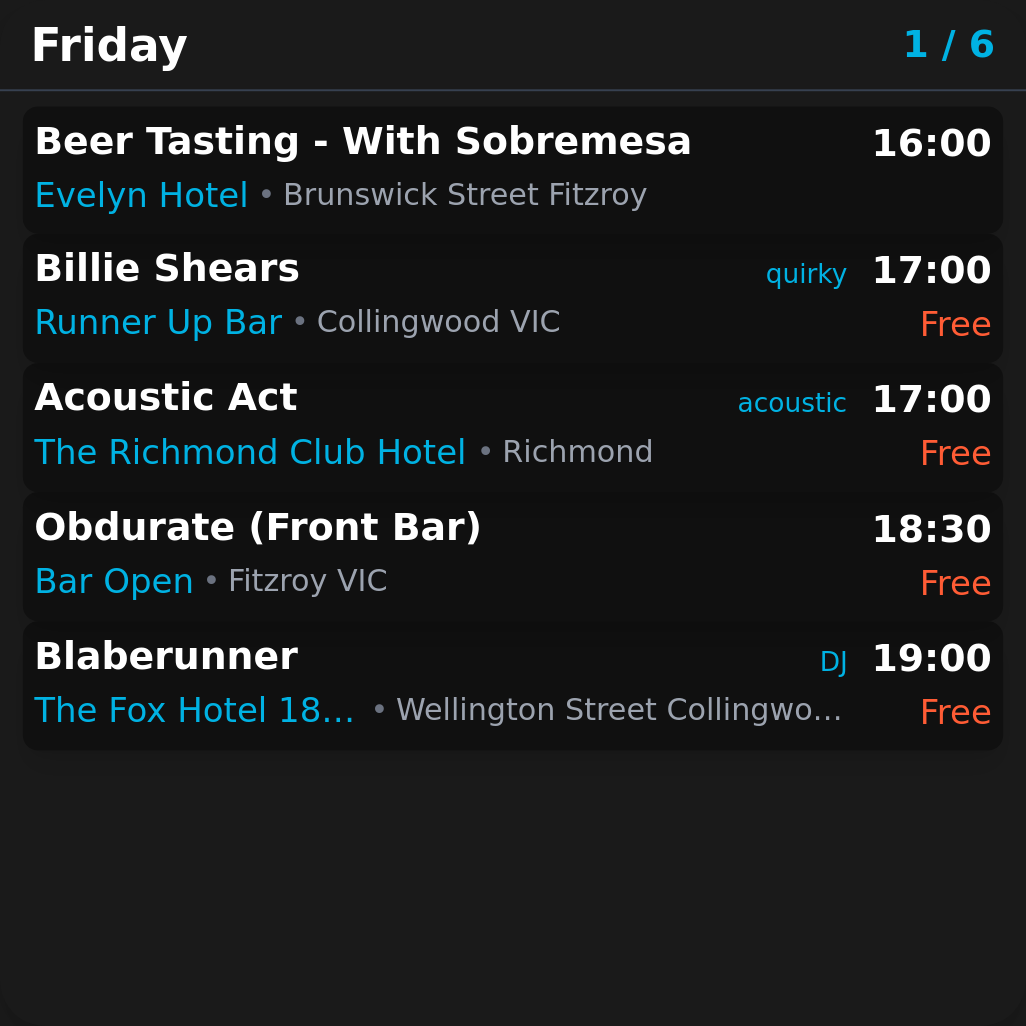 Friday 1 / 6
Beer Tasting - With Sobremesa 16:00
Evelyn Hotel • Brunswick Street Fitzroy
Billie Shears quirky 17:00
Runner Up Bar • Collingwood VIC Free
Acoustic Act acoustic 17:00
The Richmond Club Hotel • Richmond Free
Obdurate (Front Bar) 18:30
Bar Open • Fitzroy VIC Free
Blaberunner DJ 19:00
The Fox Hotel 18... • Wellington Street Collingwo... Free